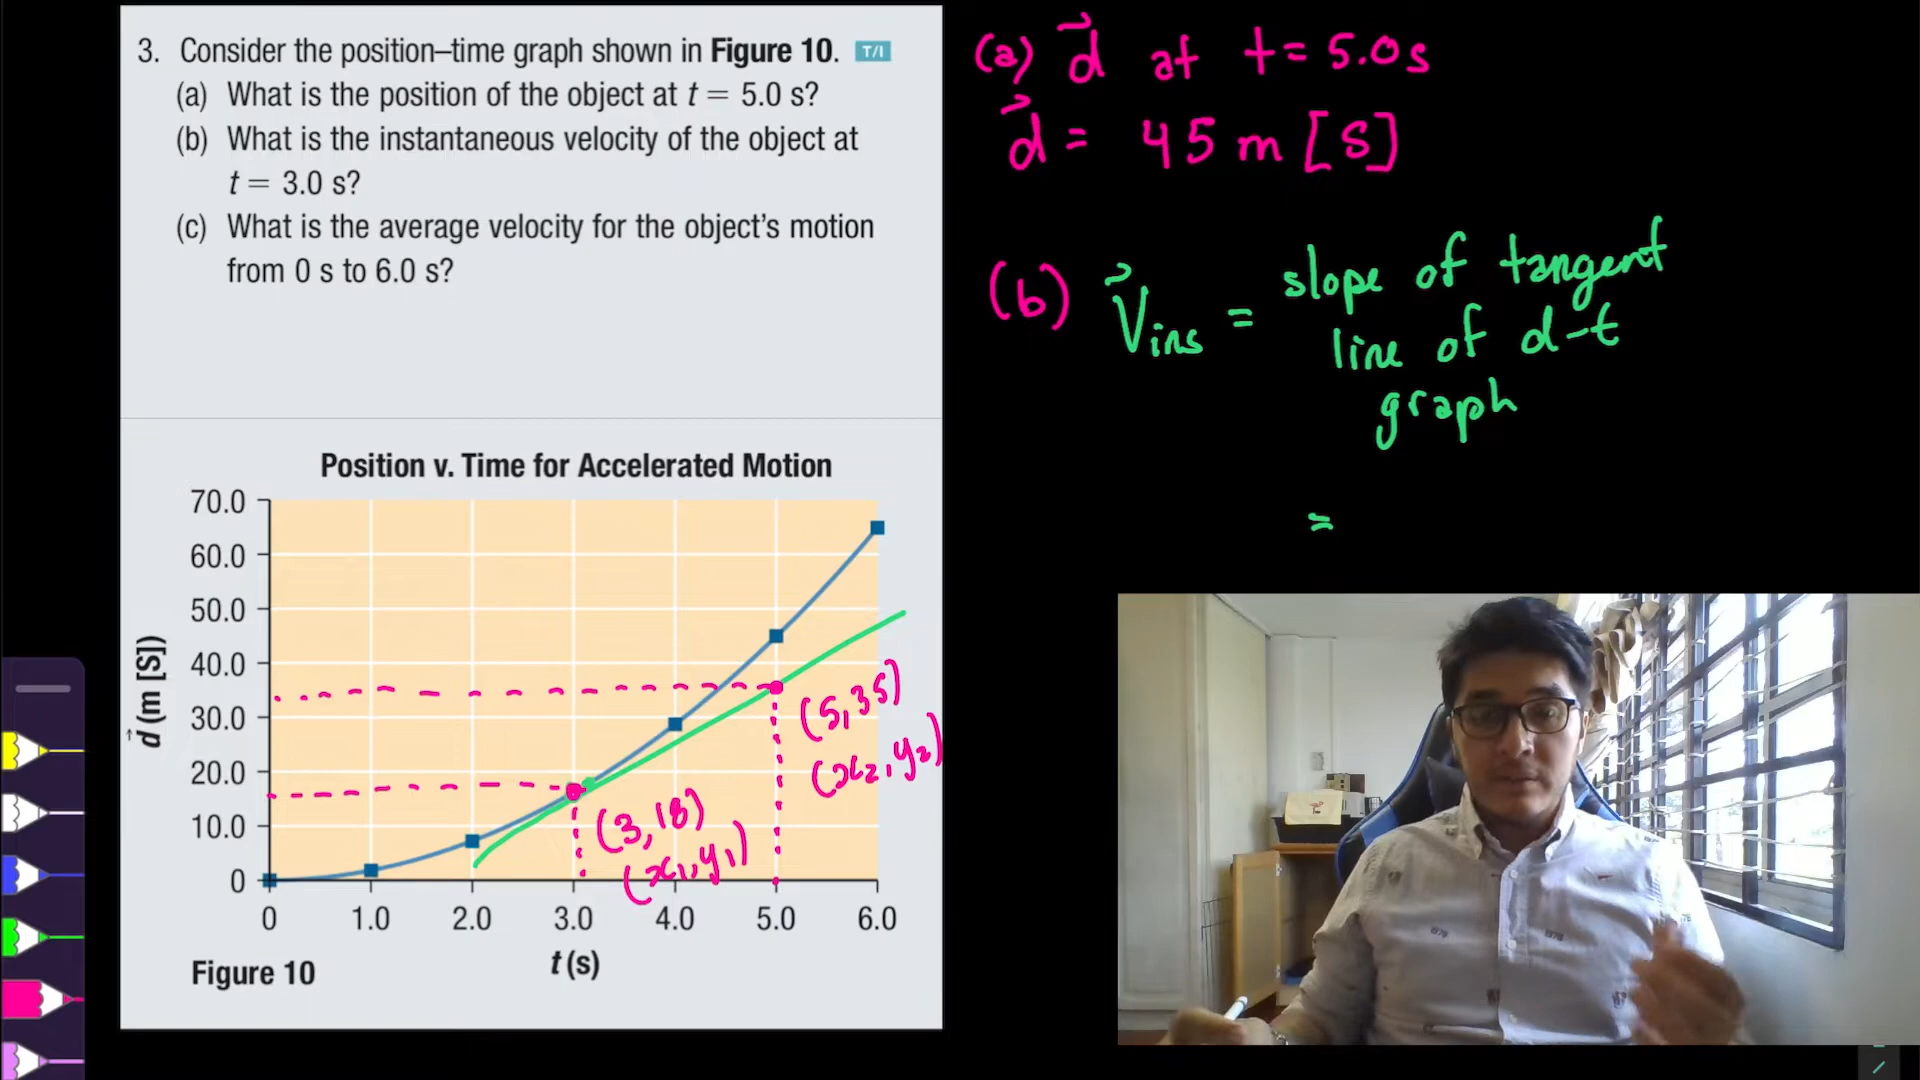 3. Consider the position–time graph shown in Figure 10. T/I
(a) What is the position of the object at t = 5.0 s?
(b) What is the instantaneous velocity of the object at
t = 3.0 s?
(c) What is the average velocity for the object's motion
from 0 s to 6.0 s?
(a) d⃗ at t = 5.0s
d⃗ = 45 m [S]
(b) V⃗ins = slope of tangent
line of d-t
graph
=
Position v. Time for Accelerated Motion
d⃗ (m [S])
70.0
60.0
50.0
40.0
30.0
20.0
10.0
0
(5,35)
(x₂,y₂)
(3,18)
(x₁,y₁)
0 1.0 2.0 3.0 4.0 5.0 6.0
t (s)
Figure 10